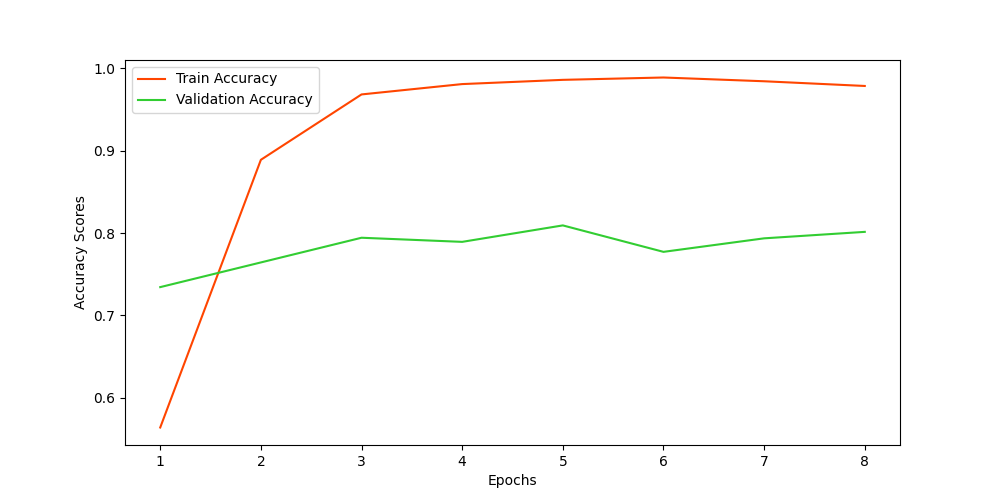 Train Accuracy
Validation Accuracy
1.0
0.9
0.8
0.7
0.6
Accuracy Scores
1 2 3 4 5 6 7 8
Epochs